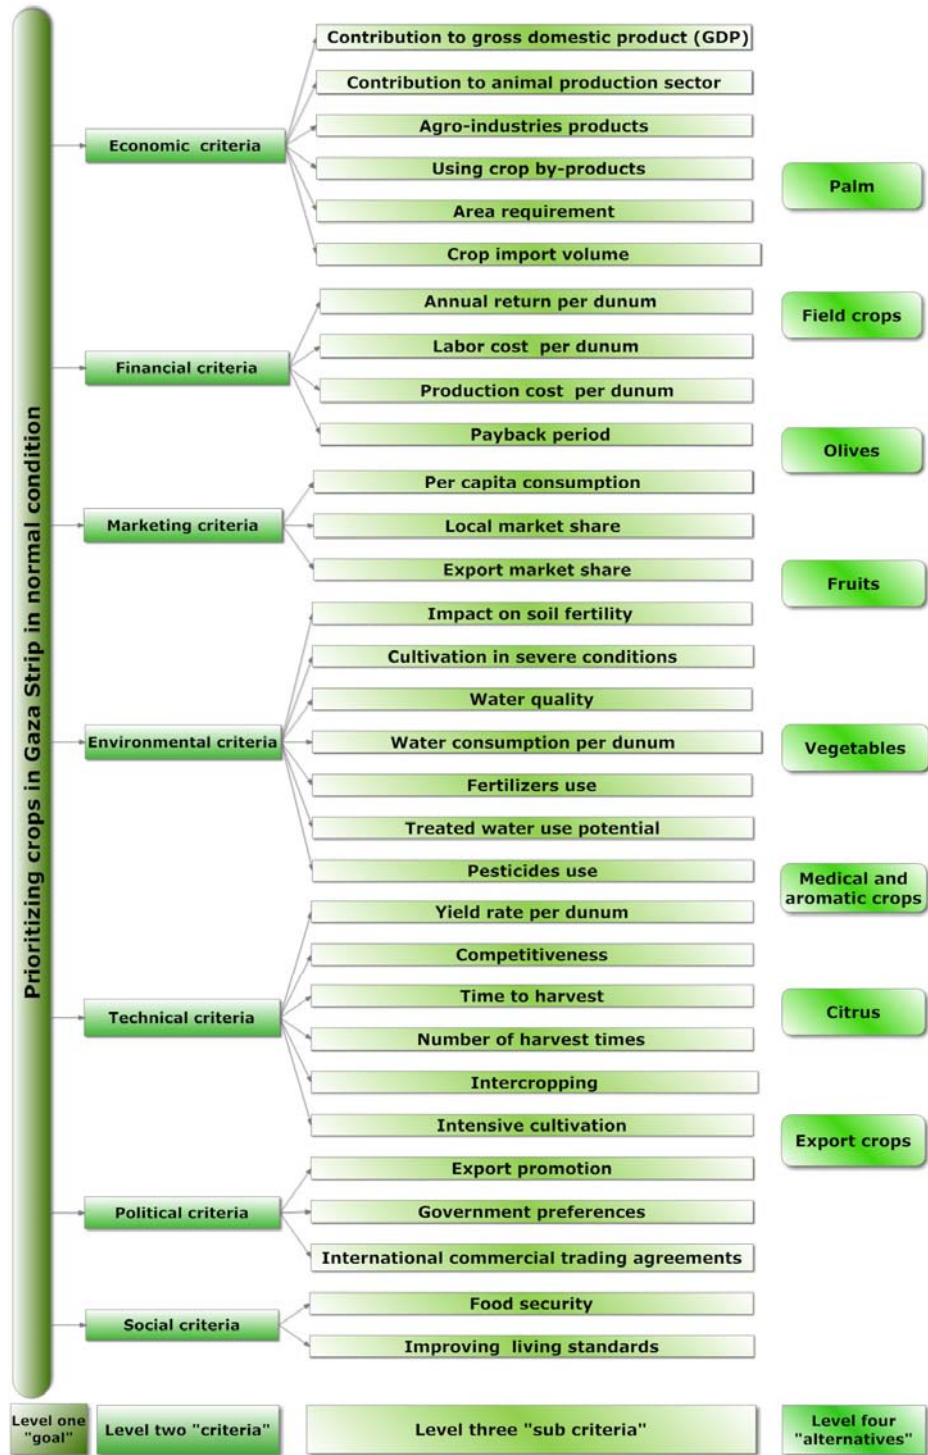 Prioritizing crops in Gaza Strip in normal condition
Economic criteria
Contribution to gross domestic product (GDP)
Contribution to animal production sector
Agro-industries products
Using crop by-products
Area requirement
Crop import volume
Financial criteria
Annual return per dunum
Labor cost per dunum
Production cost per dunum
Payback period
Marketing criteria
Per capita consumption
Local market share
Export market share
Environmental criteria
Impact on soil fertility
Cultivation in severe conditions
Water quality
Water consumption per dunum
Fertilizers use
Treated water use potential
Pesticides use
Technical criteria
Yield rate per dunum
Competitiveness
Time to harvest
Number of harvest times
Intercropping
Intensive cultivation
Political criteria
Export promotion
Government preferences
International commercial trading agreements
Social criteria
Food security
Improving living standards
Palm
Field crops
Olives
Fruits
Vegetables
Medical and
aromatic crops
Citrus
Export crops
Level one
"goal"
Level two "criteria"
Level three "sub criteria"
Level four
"alternatives"